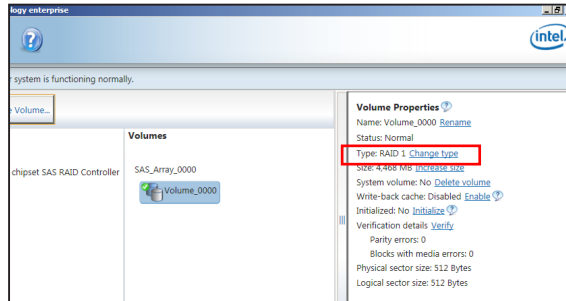 logy enterprise
intel
r system is functioning normally.
Volume...
Volumes
chipset SAS RAID Controller
SAS_Array_0000
Volume_0000
Volume Properties
Name: Volume_0000 Rename
Status: Normal
Type: RAID 1 Change type
Size: 4,468 MB Increase size
System volume: No Delete volume
Write-back cache: Disabled Enable
Initialized: No Initialize
Verification details Verify
Parity errors: 0
Blocks with media errors: 0
Physical sector size: 512 Bytes
Logical sector size: 512 Bytes